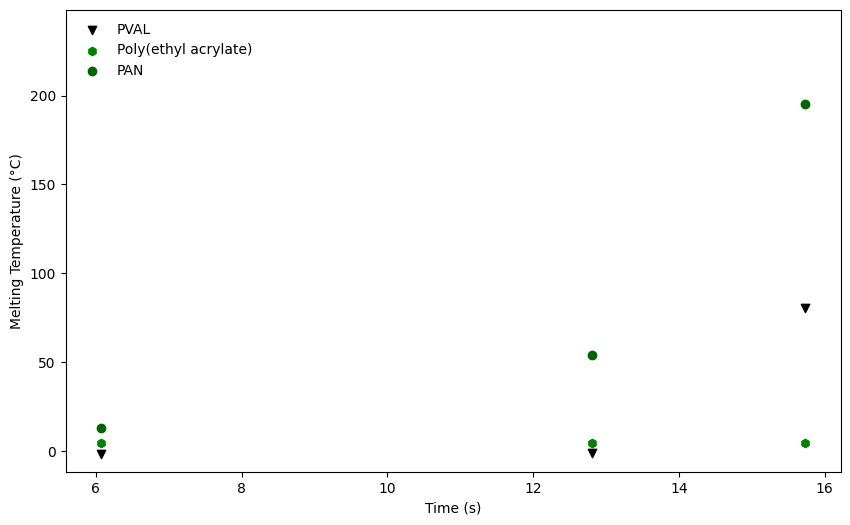 PVAL
Poly(ethyl acrylate)
PAN
200
150
100
50
0
Melting Temperature (°C)
6
8
10
12
14
16
Time (s)